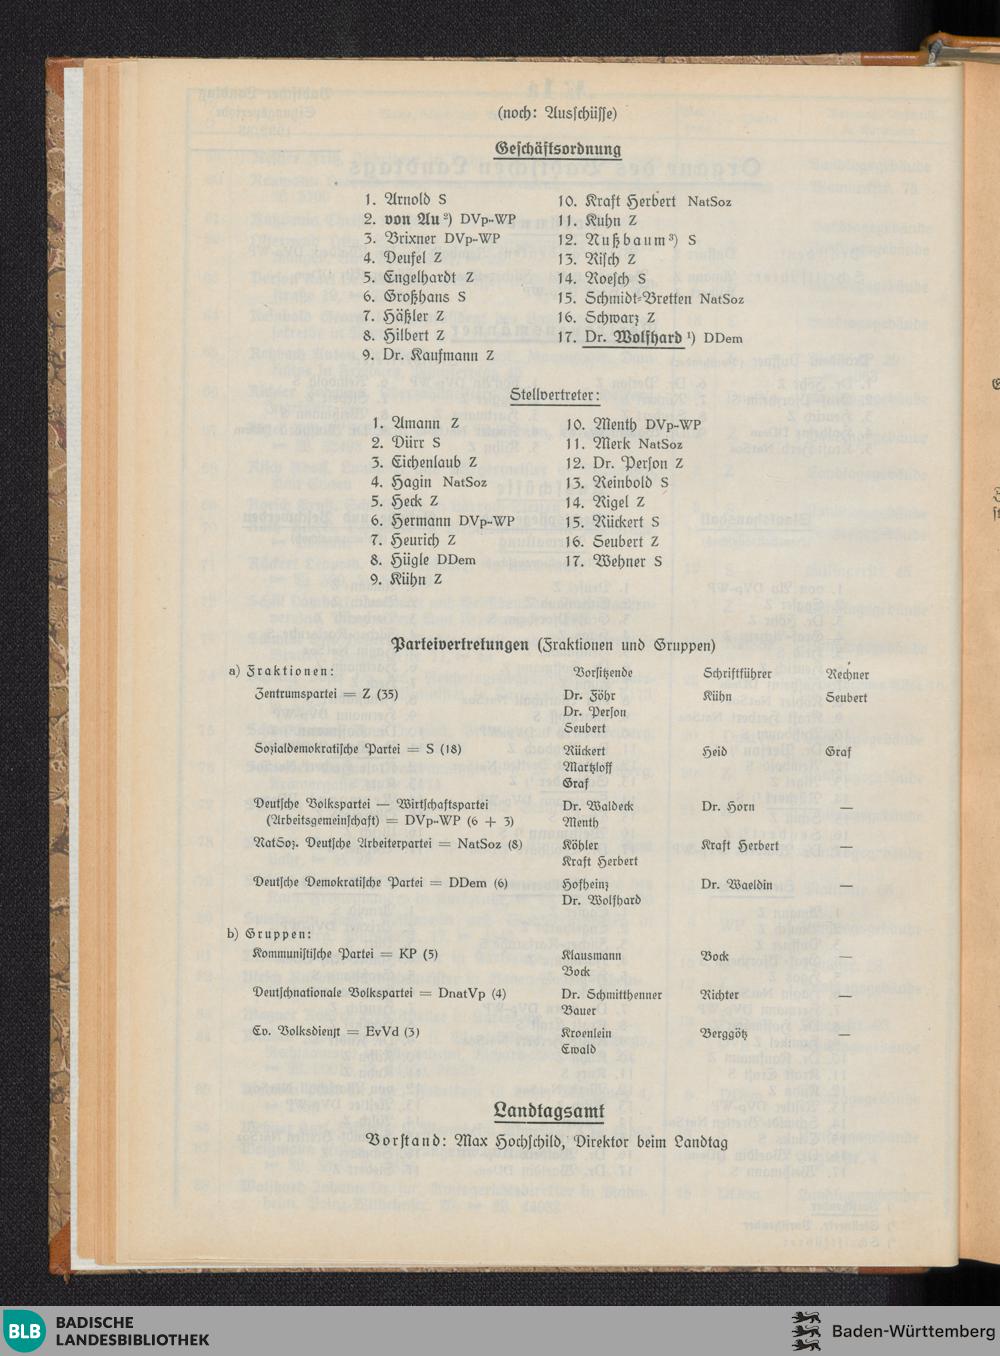 (noch: Ausschüsse)
Geschäftsordnung
1. Arnold S
2. von Au ²) DVp-WP
3. Brixner DVp-WP
4. Deufel Z
5. Engelhardt Z
6. Großhans S
7. Häßler Z
8. Hilbert Z
9. Dr. Kaufmann Z
10. Kraft Herbert NatSoz
11. Kuhn Z
12. Nußbaum ³) S
13. Risch Z
14. Roesch S
15. Schmidt-Bretten NatSoz
16. Schwarz Z
17. Dr. Wolfhard ¹) DDem
Stellvertreter:
1. Amann Z
2. Dürr S
3. Eichenlaub Z
4. Hagin NatSoz
5. Heck Z
6. Hermann DVp-WP
7. Heurich Z
8. Hügle DDem
9. Kühn Z
10. Menth DVp-WP
11. Merk NatSoz
12. Dr. Person Z
13. Reinbold S
14. Rigel Z
15. Rückert S
16. Seubert Z
17. Wehner S
Parteivertretungen (Fraktionen und Gruppen)
a) Fraktionen: Vorsitzende Schriftführer Rechner
Zentrumspartei = Z (35) Dr. Föhr Kühn Seubert
Dr. Person
Seubert
Sozialdemokratische Partei = S (18) Rückert Heid Graf
Martzloff
Graf
Deutsche Volkspartei — Wirtschaftspartei Dr. Waldeck Dr. Horn —
(Arbeitsgemeinschaft) = DVp-WP (6 + 3) Menth
NatSoz. Deutsche Arbeiterpartei = NatSoz (8) Köhler Kraft Herbert —
Kraft Herbert
Deutsche Demokratische Partei = DDem (6) Hofheinz Dr. Waeldin —
Dr. Wolfhard
b) Gruppen:
Kommunistische Partei = KP (5) Klausmann Bock —
Bock
Deutschnationale Volkspartei = DnatVp (4) Dr. Schmitthenner Richter —
Bauer
Ev. Volksdienst = EvVd (3) Kroenlein Berggötz —
Ewald
Landtagsamt
Vorstand: Max Hochschild, Direktor beim Landtag
BLB
BADISCHE
LANDESBIBLIOTHEK
Baden-Württemberg